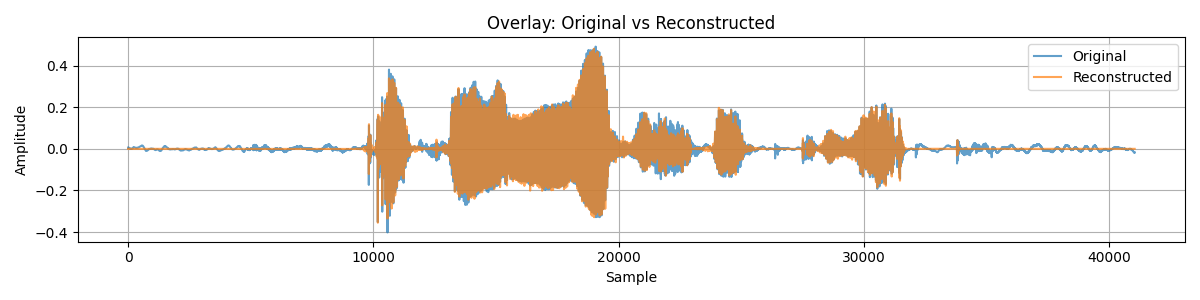 Overlay: Original vs Reconstructed
Original
Reconstructed
Amplitude
0.4
0.2
0.0
−0.2
−0.4
0 10000 20000 30000 40000
Sample